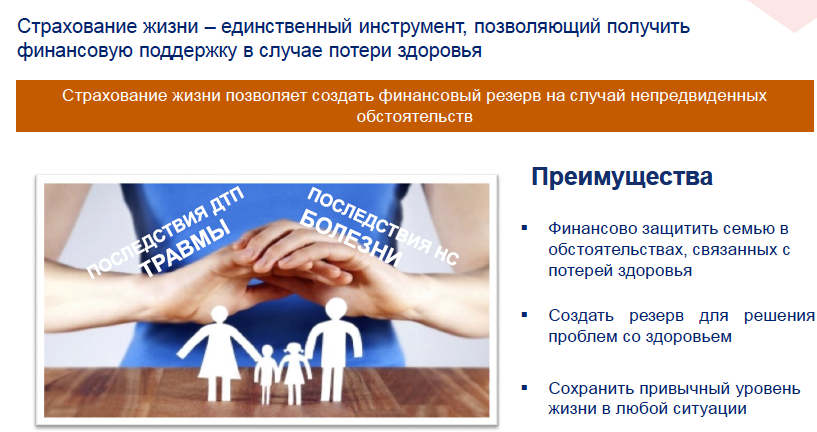 Страхование жизни – единственный инструмент, позволяющий получить
финансовую поддержку в случае потери здоровья
Страхование жизни позволяет создать финансовый резерв на случай непредвиденных
обстоятельств
ПОСЛЕДСТВИЯ ДТП
ТРАВМЫ
ПОСЛЕДСТВИЯ НС
БОЛЕЗНИ
Преимущества
▪ Финансово защитить семью в
обстоятельствах, связанных с
потерей здоровья
▪ Создать резерв для решения
проблем со здоровьем
▪ Сохранить привычный уровень
жизни в любой ситуации